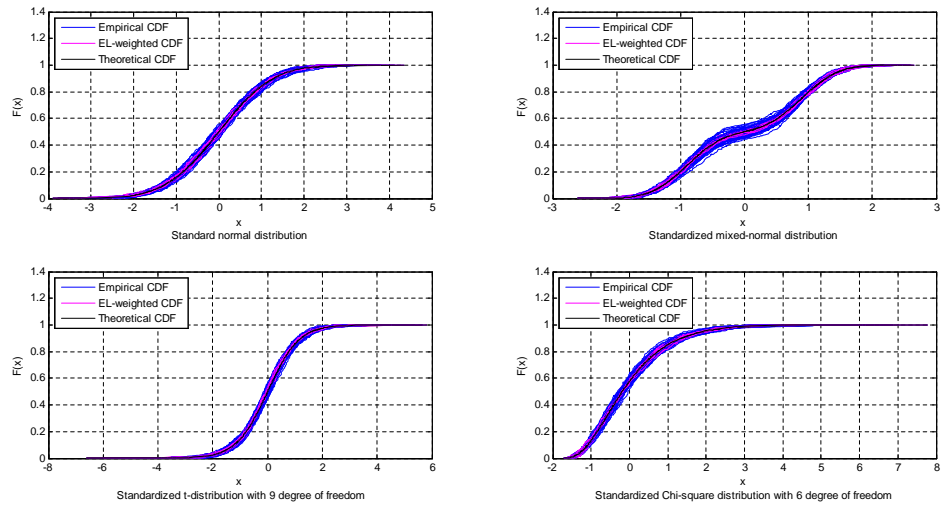 1.4
1.2
1
0.8
0.6
0.4
0.2
0
F(x)
Empirical CDF
EL-weighted CDF
Theoretical CDF
-4 -3 -2 -1 0 1 2 3 4 5
x
Standard normal distribution
1.4
1.2
1
0.8
0.6
0.4
0.2
0
F(x)
Empirical CDF
EL-weighted CDF
Theoretical CDF
-3 -2 -1 0 1 2 3
x
Standardized mixed-normal distribution
1.4
1.2
1
0.8
0.6
0.4
0.2
0
F(x)
Empirical CDF
EL-weighted CDF
Theoretical CDF
-8 -6 -4 -2 0 2 4 6
x
Standardized t-distribution with 9 degree of freedom
1.4
1.2
1
0.8
0.6
0.4
0.2
0
F(x)
Empirical CDF
EL-weighted CDF
Theoretical CDF
-2 -1 0 1 2 3 4 5 6 7 8
x
Standardized Chi-square distribution with 6 degree of freedom